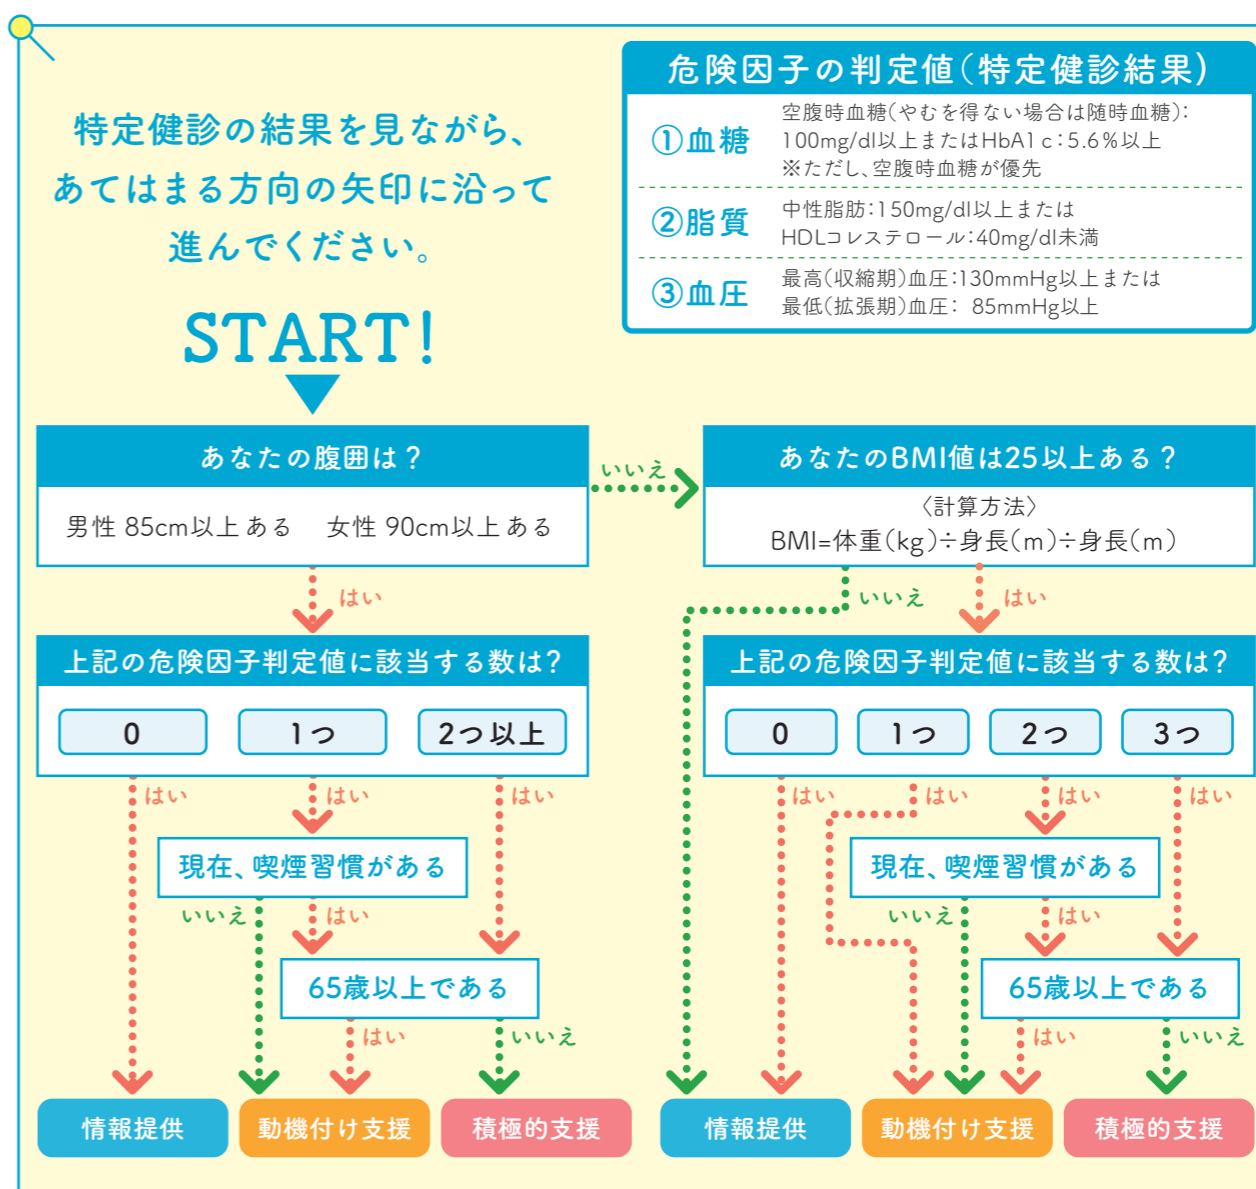 特定健診の結果を見ながら、
あてはまる方向の矢印に沿って
進んでください。
START!
危険因子の判定値(特定健診結果)
①血糖
空腹時血糖(やむを得ない場合は随時血糖):
100mg/dl以上またはHbA1c:5.6%以上
※ただし、空腹時血糖が優先
②脂質
中性脂肪:150mg/dl以上または
HDLコレステロール:40mg/dl未満
③血圧
最高(収縮期)血圧:130mmHg以上または
最低(拡張期)血圧: 85mmHg以上
あなたの腹囲は?
男性 85cm以上ある 女性 90cm以上ある
いいえ
あなたのBMI値は25以上ある?
〈計算方法〉
BMI=体重(kg)÷身長(m)÷身長(m)
はい
上記の危険因子判定値に該当する数は?
0 1つ 2つ以上
はい はい はい
現在、喫煙習慣がある
いいえ はい
65歳以上である
はい いいえ
情報提供 動機付け支援 積極的支援
いいえ はい
上記の危険因子判定値に該当する数は?
0 1つ 2つ 3つ
はい はい はい はい
現在、喫煙習慣がある
いいえ はい
65歳以上である
はい いいえ
情報提供 動機付け支援 積極的支援